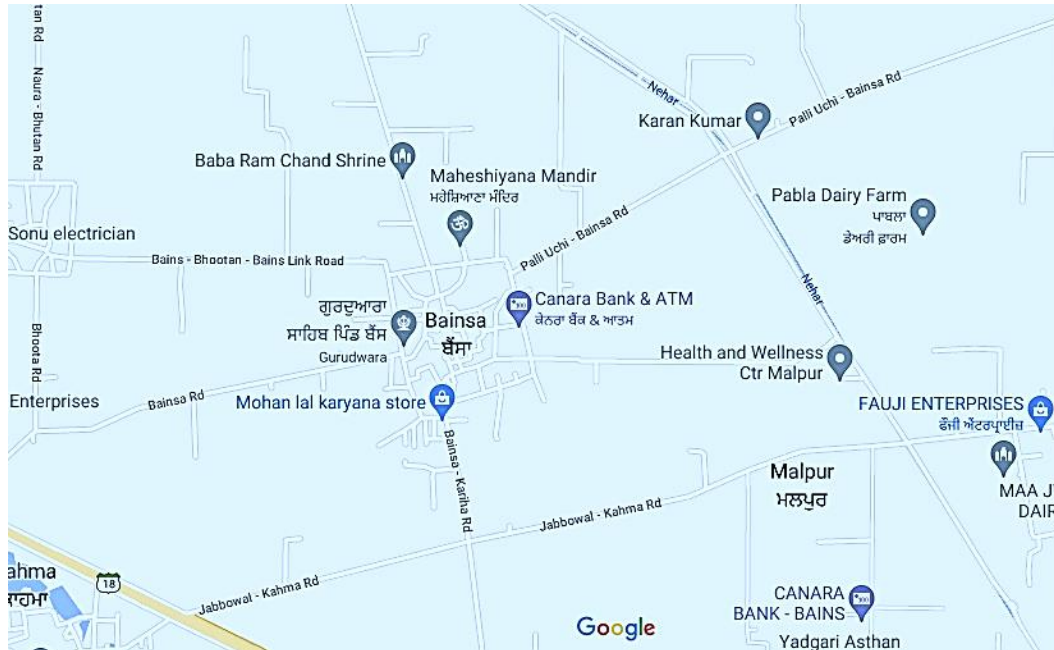 tan Rd
Naura - Bhutan Rd
Nehar
Karan Kumar
Palli Uchi - Bainsa Rd
Baba Ram Chand Shrine
Maheshiyana Mandir
ਮਹੇਸ਼ਿਆਣਾ ਮੰਦਿਰ
Pabla Dairy Farm
ਪਾਬਲਾ
ਡੇਅਰੀ ਫ਼ਾਰਮ
Sonu electrician
Palli Uchi - Bainsa Rd
Bains - Bhootan - Bains Link Road
Nehar
Canara Bank & ATM
ਕੇਨਰਾ ਬੈਂਕ & ਆਤਮ
ਗੁਰਦੁਆਰਾ
ਸਾਹਿਬ ਪਿੰਡ ਬੈਂਸ
Gurudwara
Bainsa
ਬੈਂਸਾ
Bhoota Rd
Health and Wellness
Ctr Malpur
Enterprises
Bainsa Rd
Mohan lal karyana store
FAUJI ENTERPRISES
ਫੌਜੀ ਐਂਟਰਪ੍ਰਾਈਜ਼
Bainsa - Kariha Rd
Malpur
ਮਲਪੁਰ
MAA J
DAIR
Jabbowal - Kahma Rd
ahma
ਕਾਹਮਾ
18
Jabbowal - Kahma Rd
CANARA
BANK - BAINS
Google
Yadgari Asthan